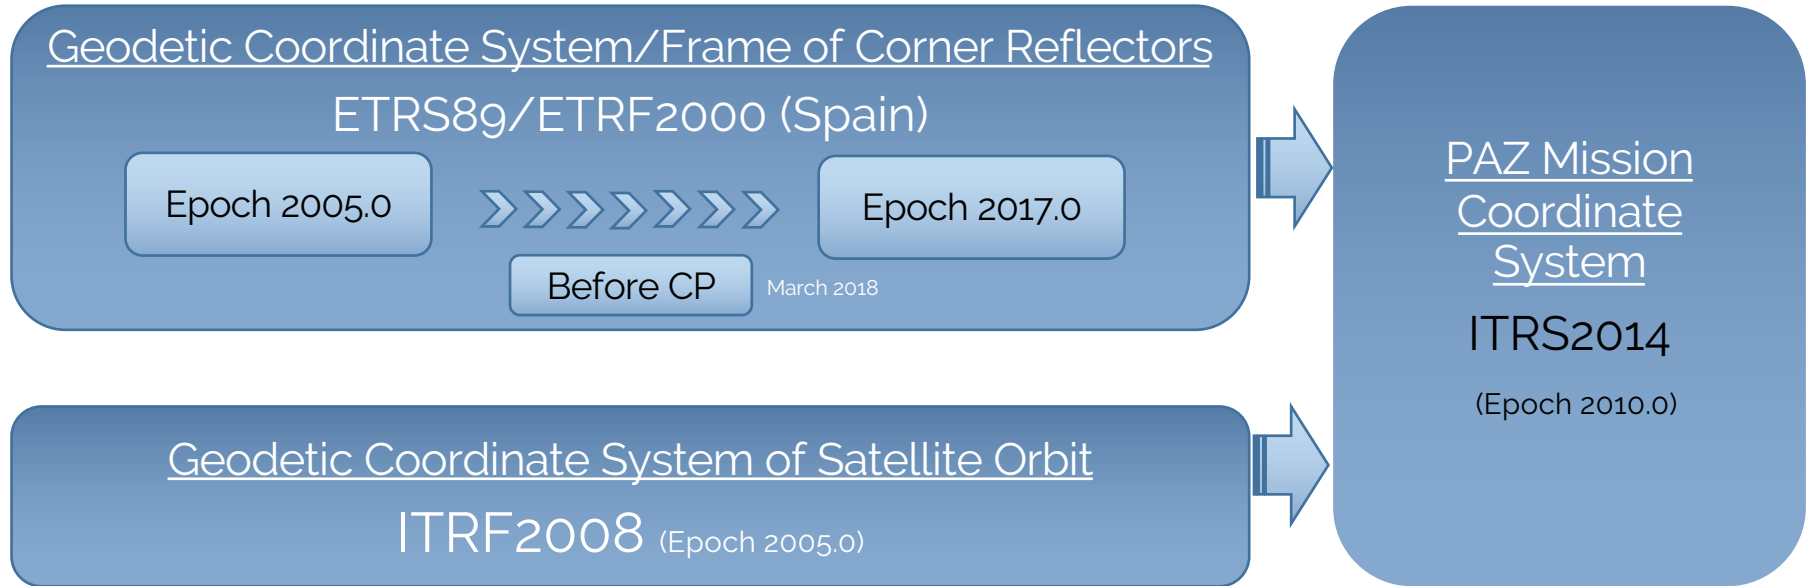 Geodetic Coordinate System/Frame of Corner Reflectors
ETRS89/ETRF2000 (Spain)
Epoch 2005.0
Epoch 2017.0
Before CP
March 2018
Geodetic Coordinate System of Satellite Orbit
ITRF2008 (Epoch 2005.0)
PAZ Mission
Coordinate
System
ITRS2014
(Epoch 2010.0)